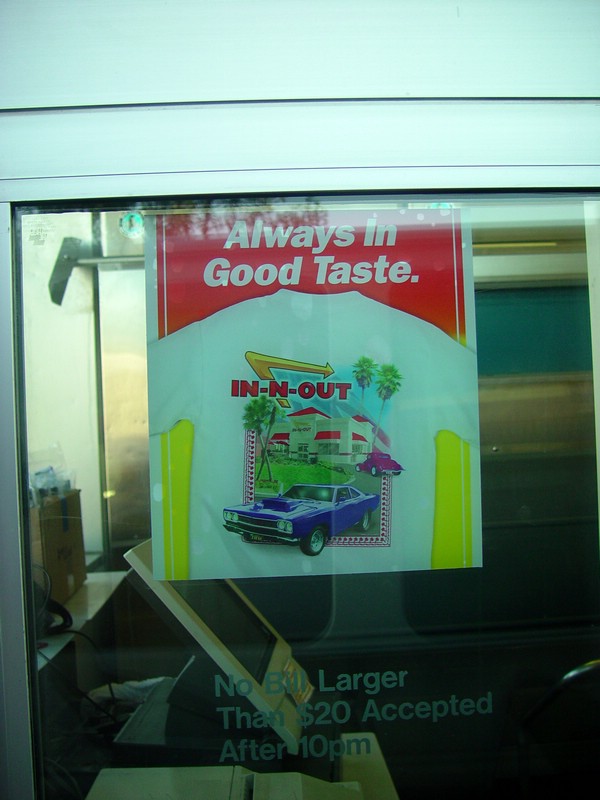 Always In
Good Taste.
IN-N-OUT
No Bill Larger
Than $20 Accepted
After 10pm